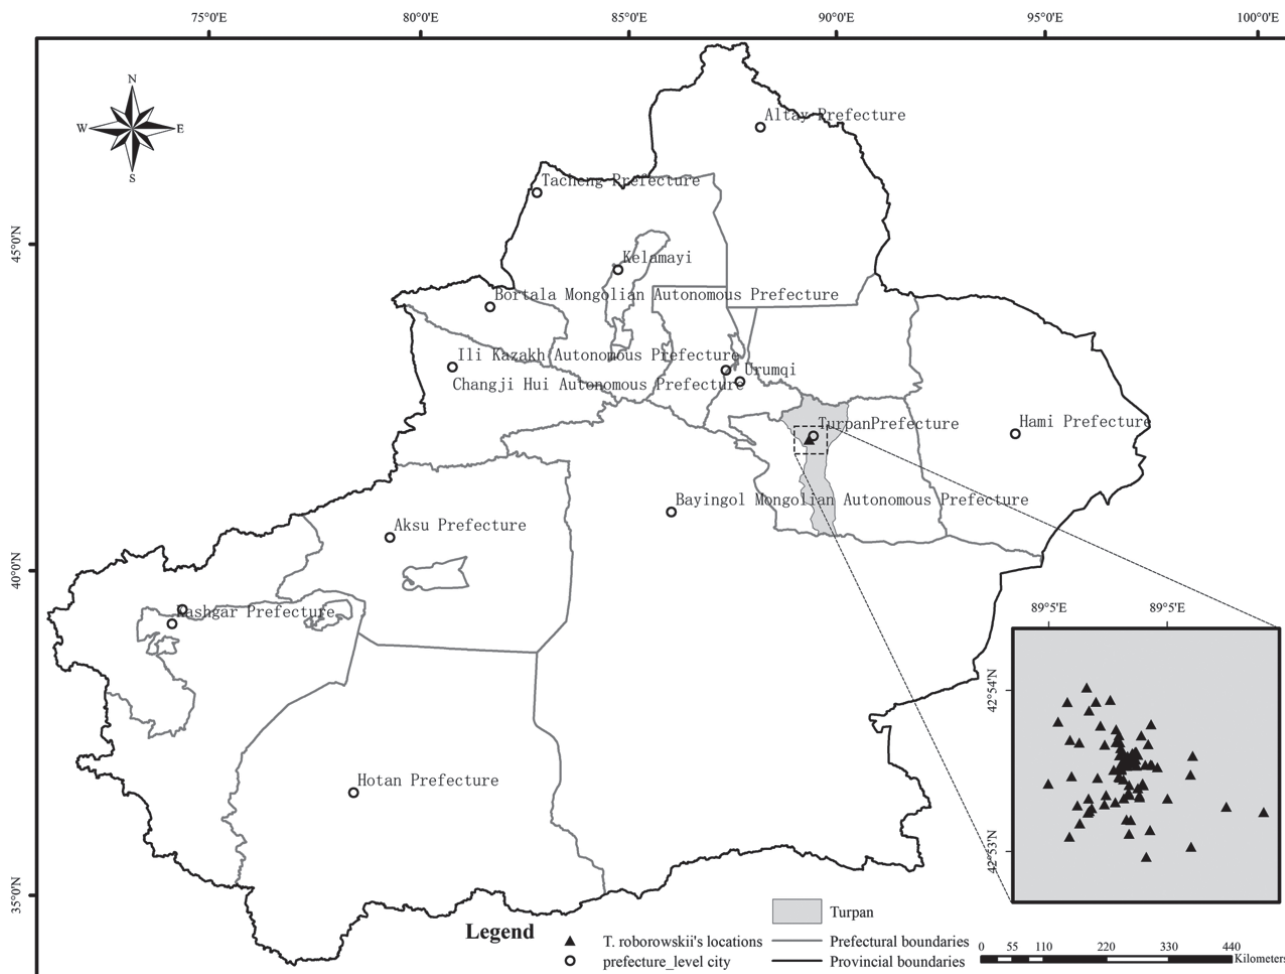 75°0'E 80°0'E 85°0'E 90°0'E 95°0'E 100°0'E
N
W E
S
45°0'N
40°0'N
35°0'N
Altay Prefecture
Tacheng Prefecture
Kelamayi
Bortala Mongolian Autonomous Prefecture
Ili Kazakh Autonomous Prefecture
Urumqi
Changji Hui Autonomous Prefecture
TurpanPrefecture
Hami Prefecture
Bayingol Mongolian Autonomous Prefecture
Aksu Prefecture
Kashgar Prefecture
Hotan Prefecture
89°5'E 89°5'E
42°54'N
42°53'N
Legend
T. roborowskii's locations
prefecture_level city
Turpan
Prefectural boundaries
Provincial boundaries
0 55 110 220 330 440
Kilometers